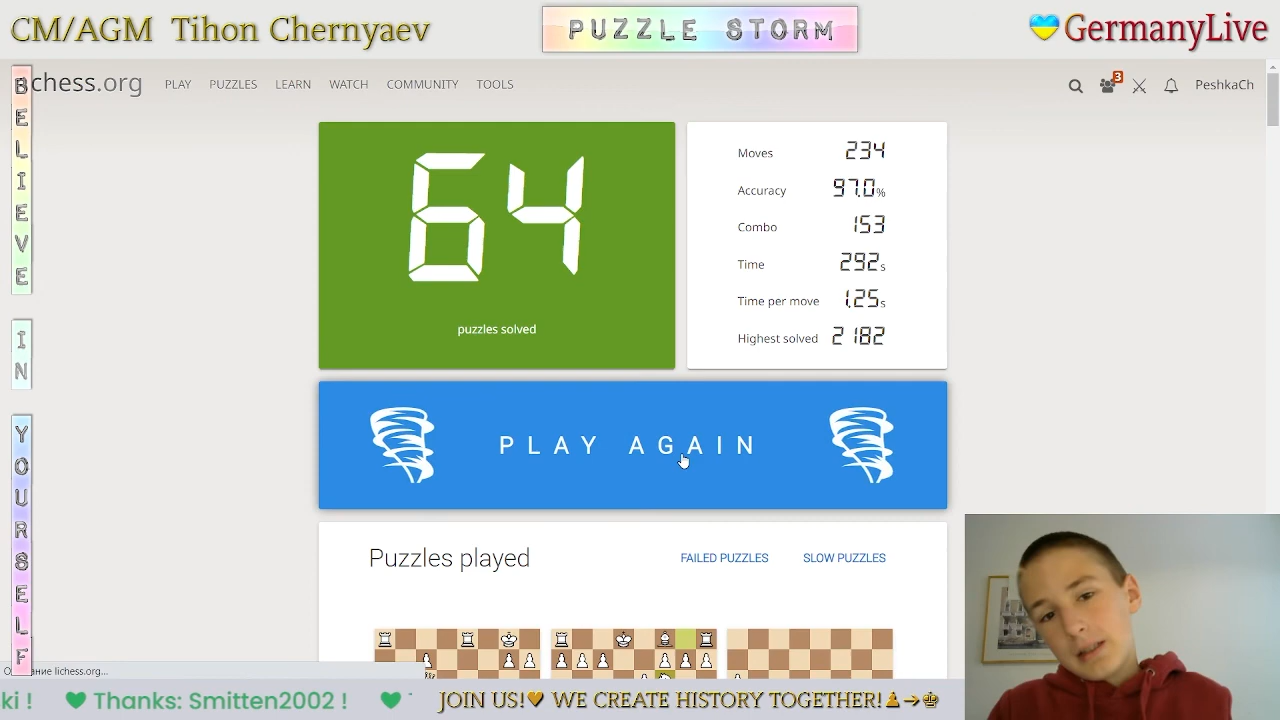 CM/AGM Tihon Chernyaev
PUZZLE STORM
GermanyLive
BELIEVE
IN
YOURSELF
lichess.org
PLAY PUZZLES LEARN WATCH COMMUNITY TOOLS
3
PeshkaCh
64
puzzles solved
Moves 234
Accuracy 97.0%
Combo 153
Time 292s
Time per move 1.25s
Highest solved 2182
PLAY AGAIN
Puzzles played
FAILED PUZZLES SLOW PUZZLES
lichess.org...
ki ! Thanks: Smitten2002 !
JOIN US! WE CREATE HISTORY TOGETHER!